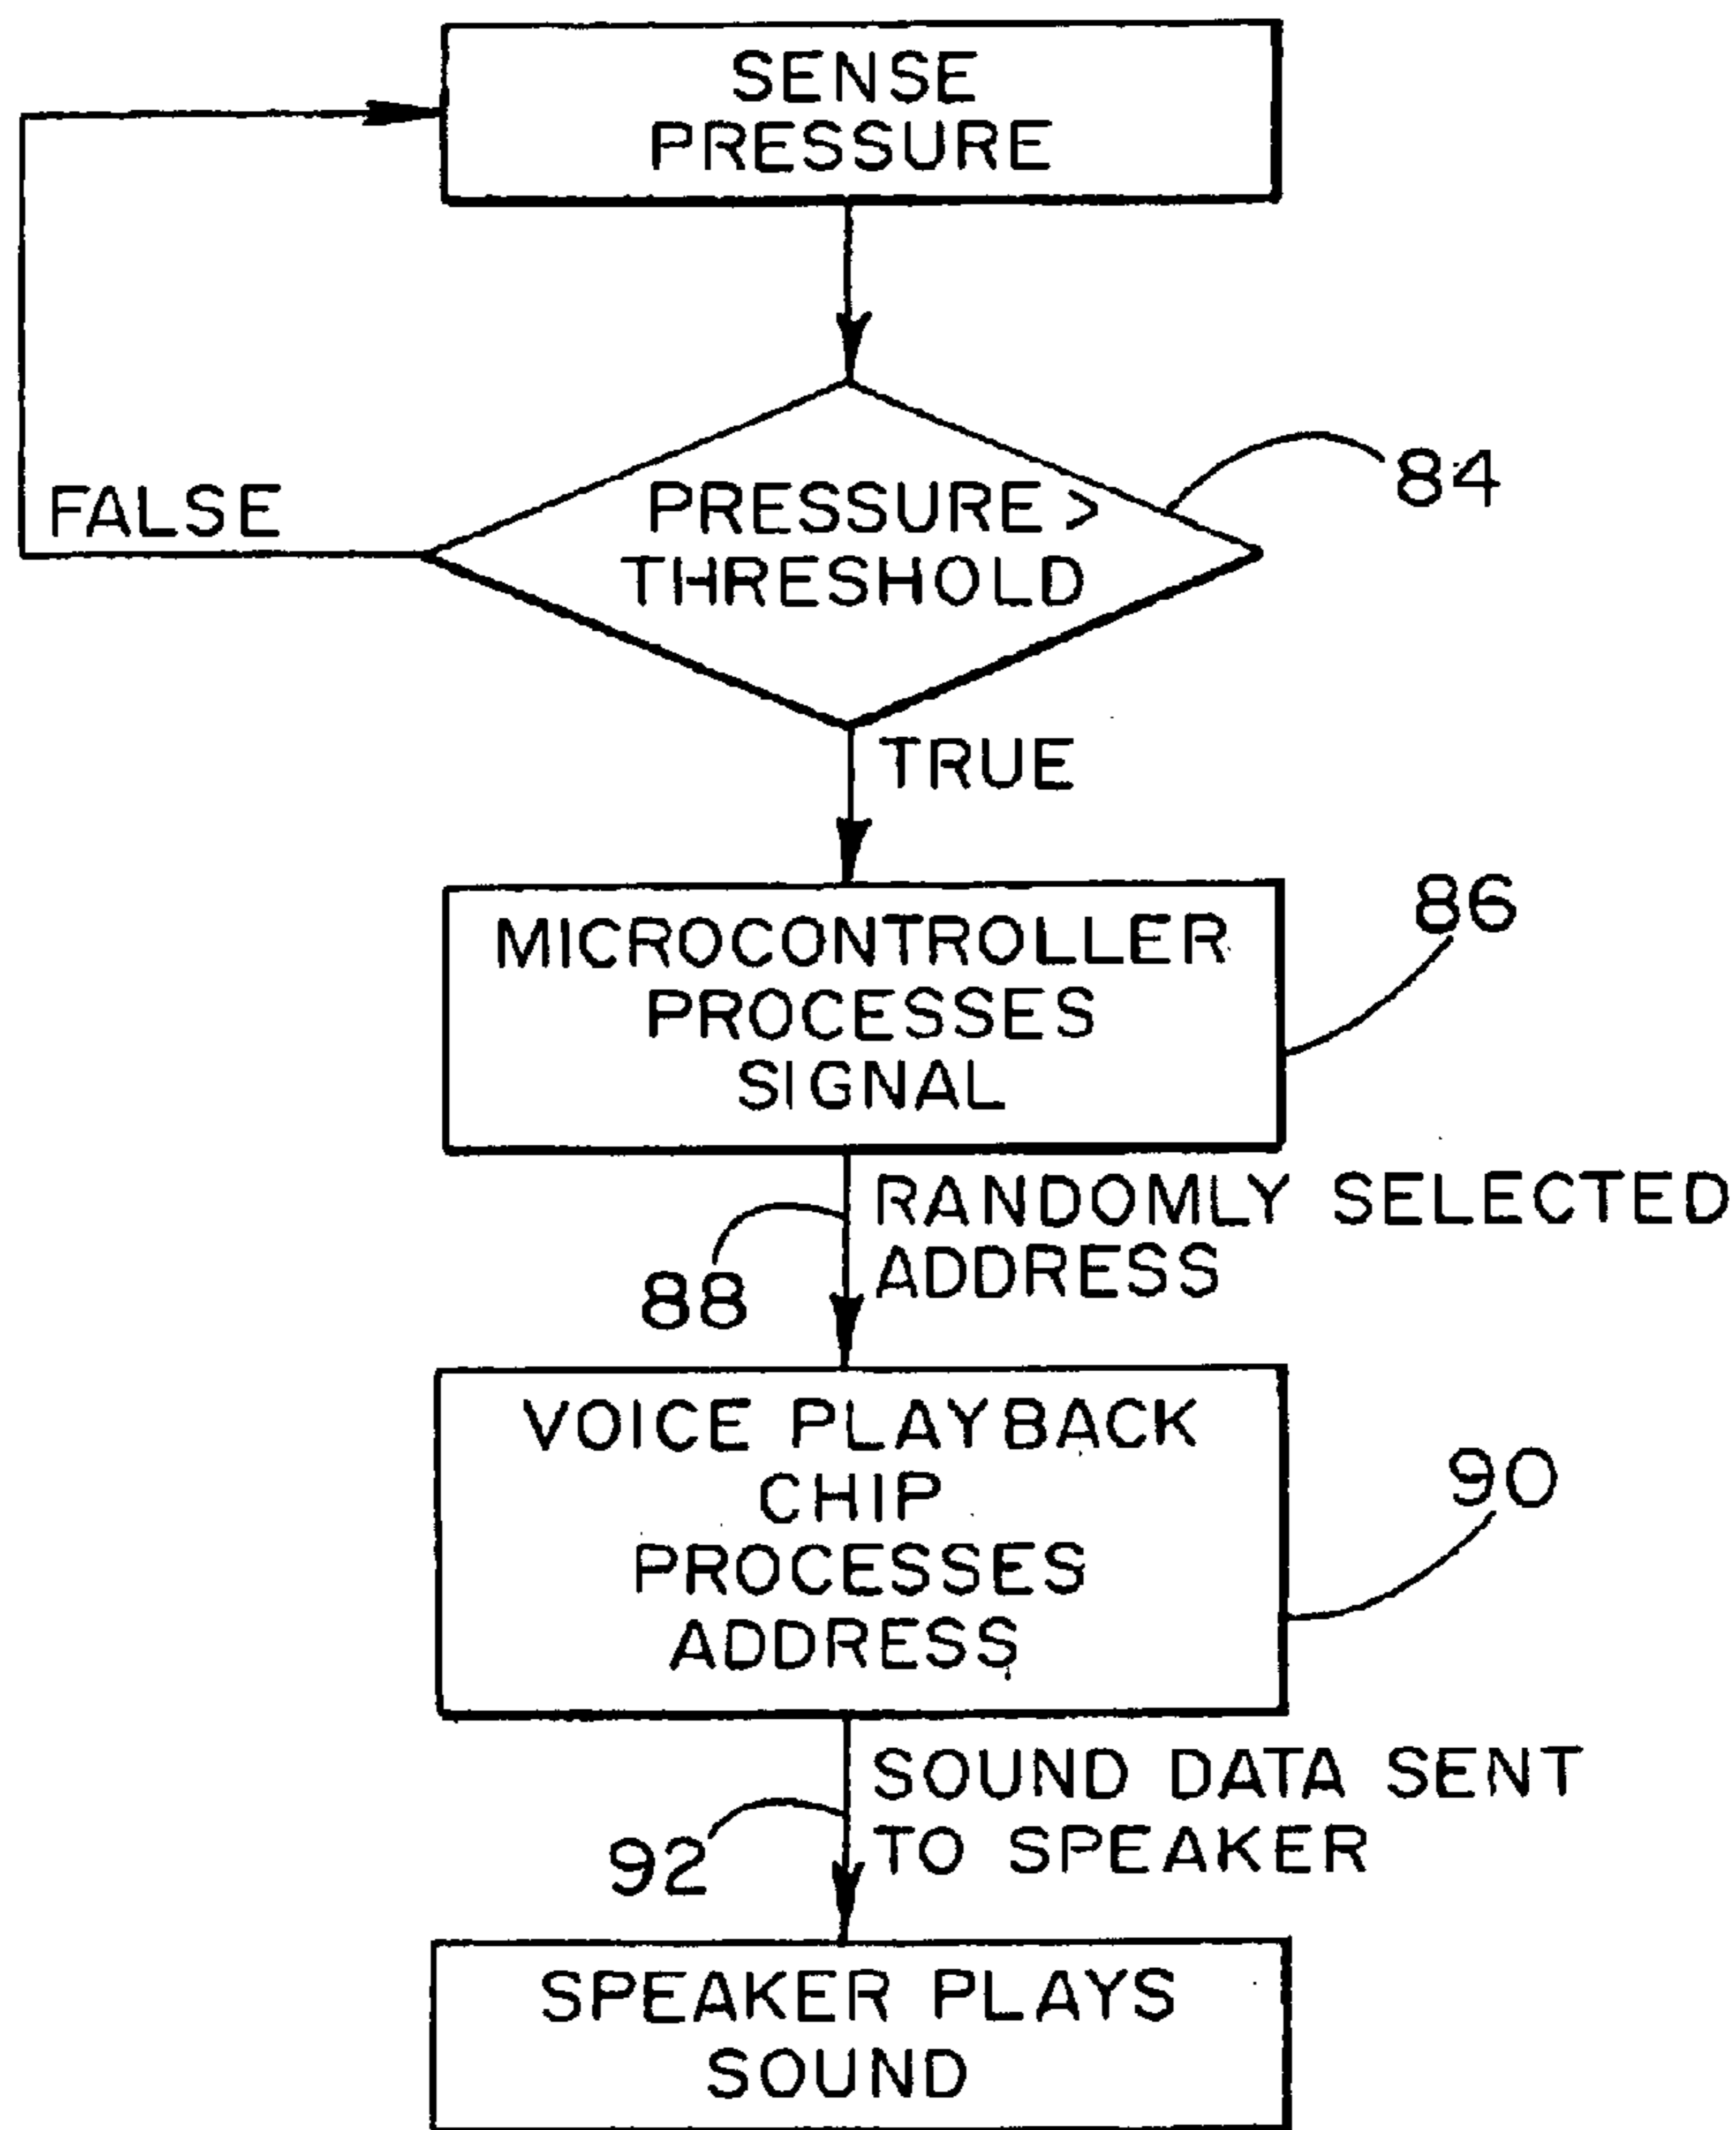 SENSE
PRESSURE
PRESSURE >
THRESHOLD
84
FALSE
TRUE
MICROCONTROLLER
PROCESSES
SIGNAL
86
RANDOMLY SELECTED
ADDRESS
88
VOICE PLAYBACK
CHIP
PROCESSES
ADDRESS
90
SOUND DATA SENT
TO SPEAKER
92
SPEAKER PLAYS
SOUND